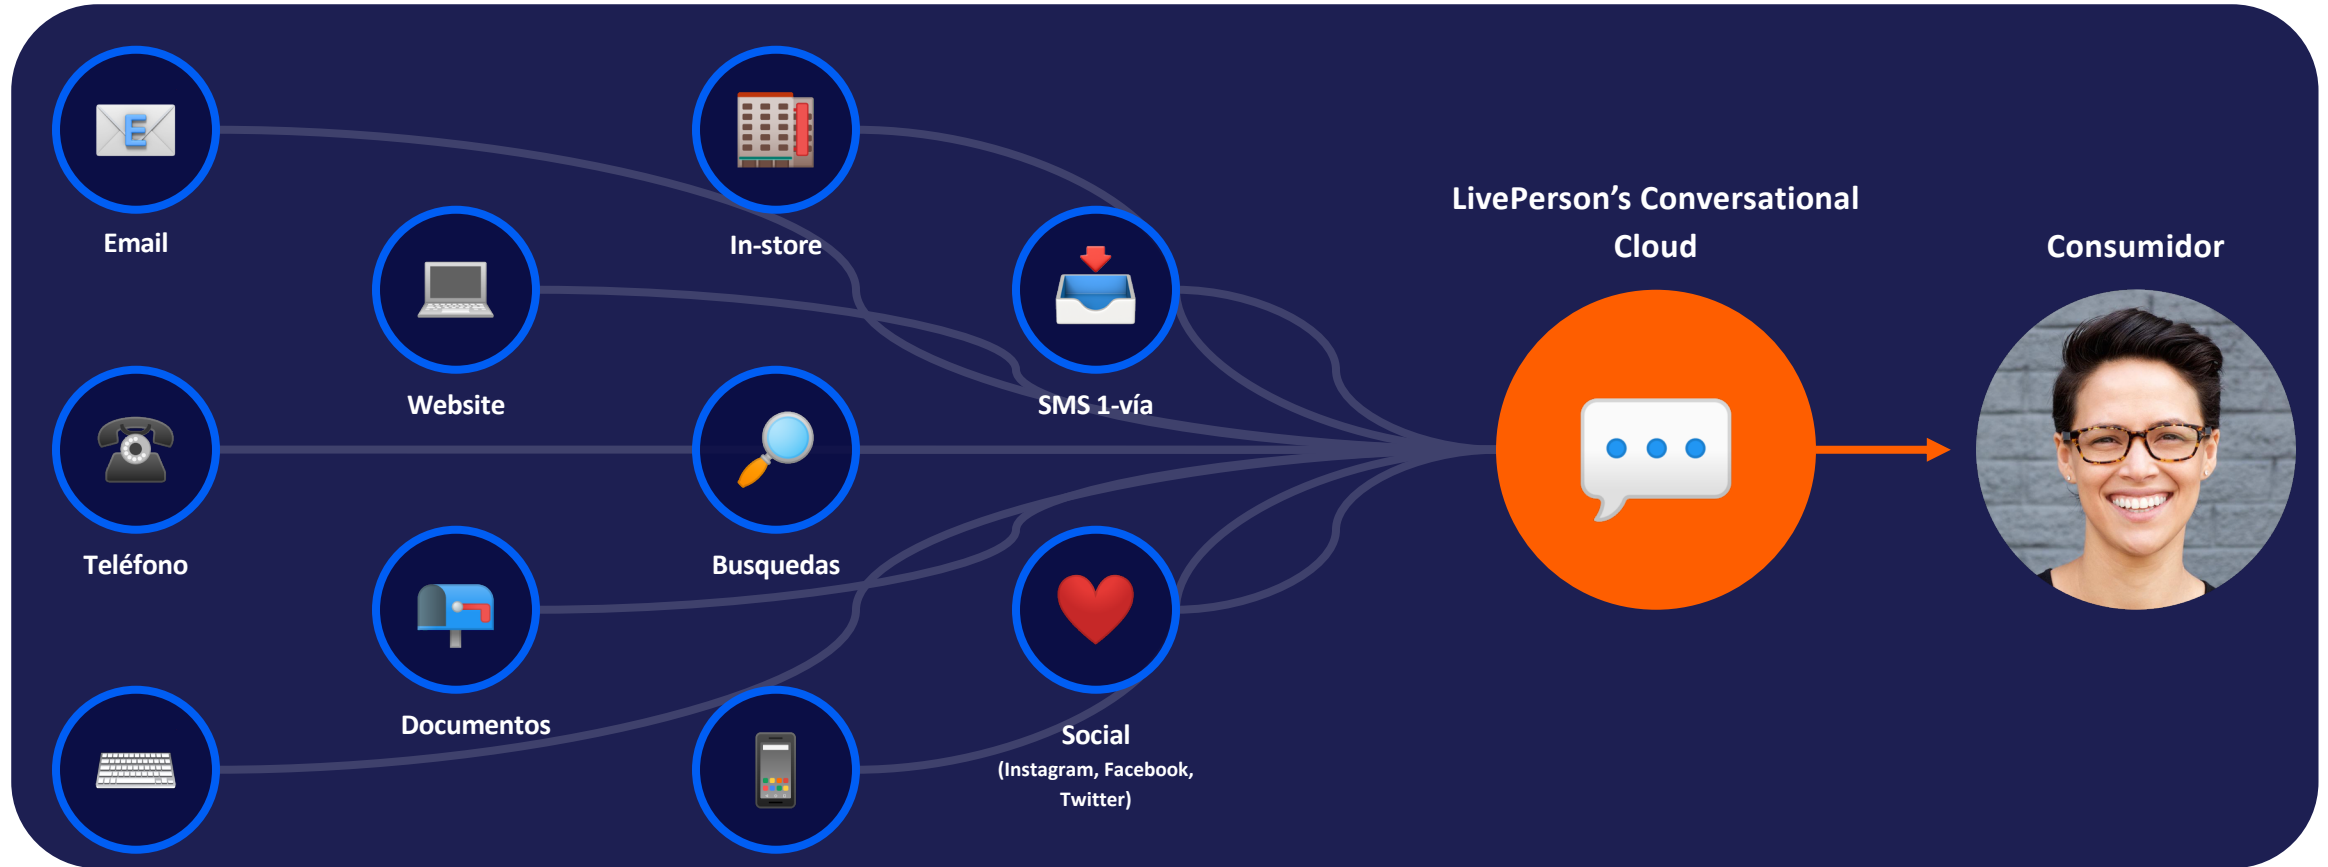 Email
In-store
Website
SMS 1-vía
Teléfono
Busquedas
Documentos
Social
(Instagram, Facebook,
Twitter)
LivePerson’s Conversational
Cloud
Consumidor